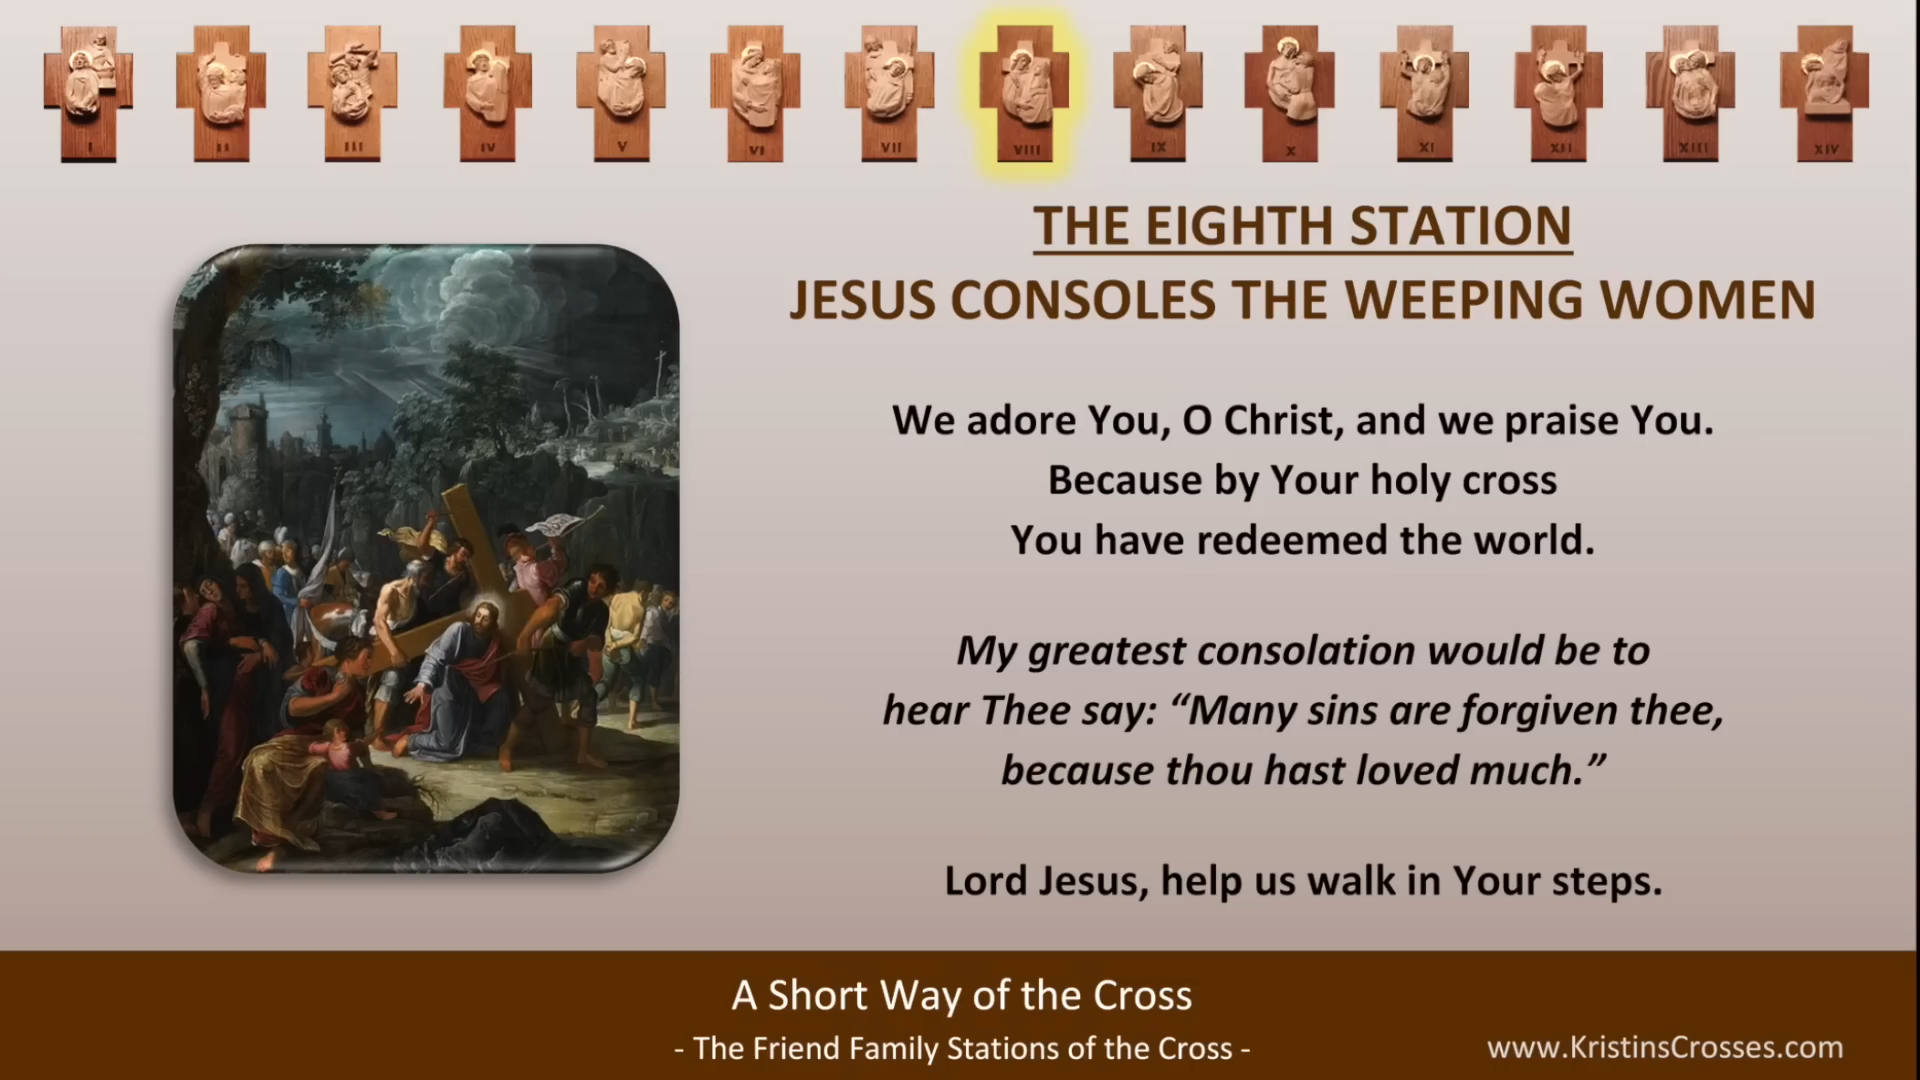 I II III IV V VI VII VIII IX X XI XII XIII XIV
THE EIGHTH STATION
JESUS CONSOLES THE WEEPING WOMEN
We adore You, O Christ, and we praise You.
Because by Your holy cross
You have redeemed the world.
My greatest consolation would be to
hear Thee say: “Many sins are forgiven thee,
because thou hast loved much.”
Lord Jesus, help us walk in Your steps.
A Short Way of the Cross
- The Friend Family Stations of the Cross -
www.KristinsCrosses.com